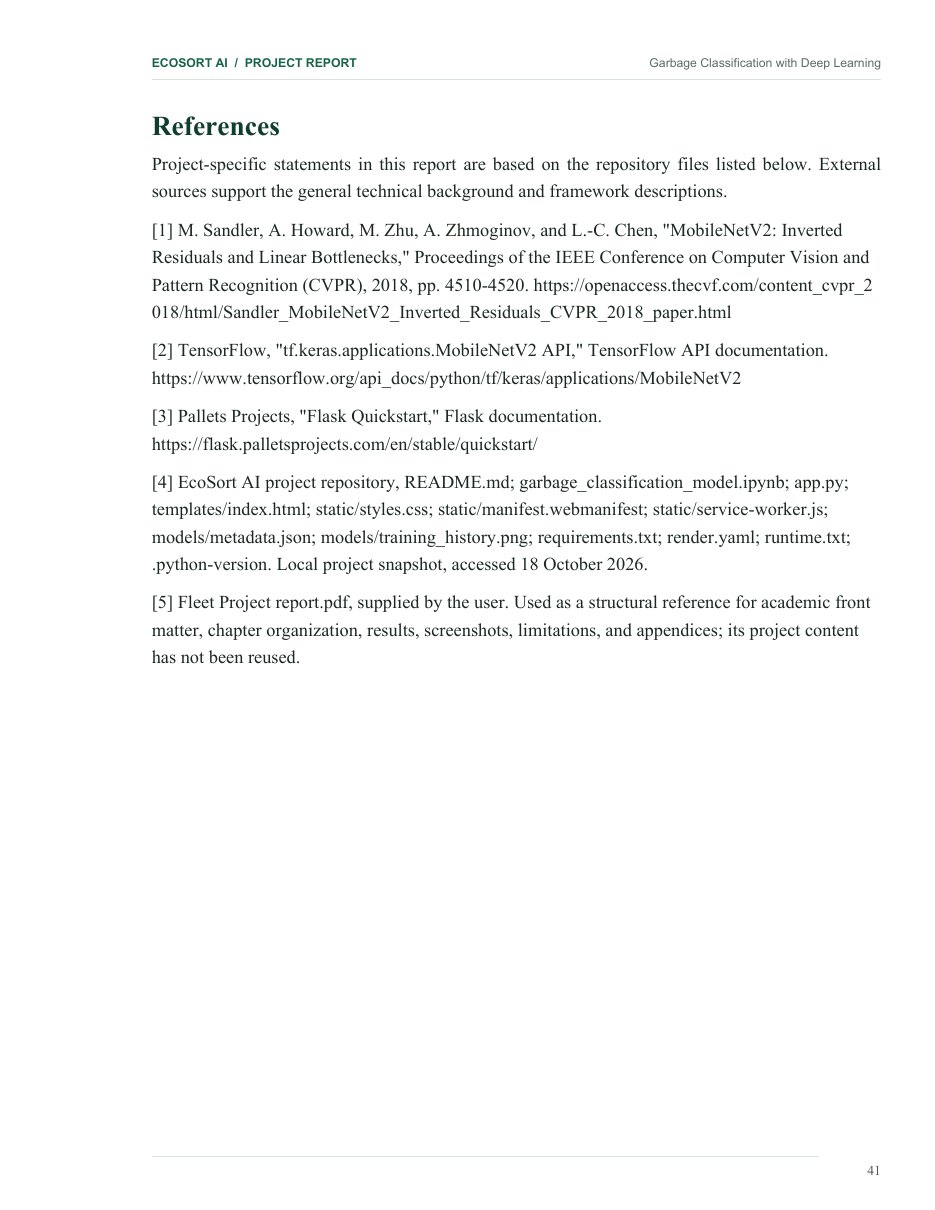 ECOSORT AI / PROJECT REPORT
Garbage Classification with Deep Learning
References
Project-specific statements in this report are based on the repository files listed below. External
sources support the general technical background and framework descriptions.
[1] M. Sandler, A. Howard, M. Zhu, A. Zhmoginov, and L.-C. Chen, "MobileNetV2: Inverted
Residuals and Linear Bottlenecks," Proceedings of the IEEE Conference on Computer Vision and
Pattern Recognition (CVPR), 2018, pp. 4510-4520. https://openaccess.thecvf.com/content_cvpr_2
018/html/Sandler_MobileNetV2_Inverted_Residuals_CVPR_2018_paper.html
[2] TensorFlow, "tf.keras.applications.MobileNetV2 API," TensorFlow API documentation.
https://www.tensorflow.org/api_docs/python/tf/keras/applications/MobileNetV2
[3] Pallets Projects, "Flask Quickstart," Flask documentation.
https://flask.palletsprojects.com/en/stable/quickstart/
[4] EcoSort AI project repository, README.md; garbage_classification_model.ipynb; app.py;
templates/index.html; static/styles.css; static/manifest.webmanifest; static/service-worker.js;
models/metadata.json; models/training_history.png; requirements.txt; render.yaml; runtime.txt;
.python-version. Local project snapshot, accessed 18 October 2026.
[5] Fleet Project report.pdf, supplied by the user. Used as a structural reference for academic front
matter, chapter organization, results, screenshots, limitations, and appendices; its project content
has not been reused.
41